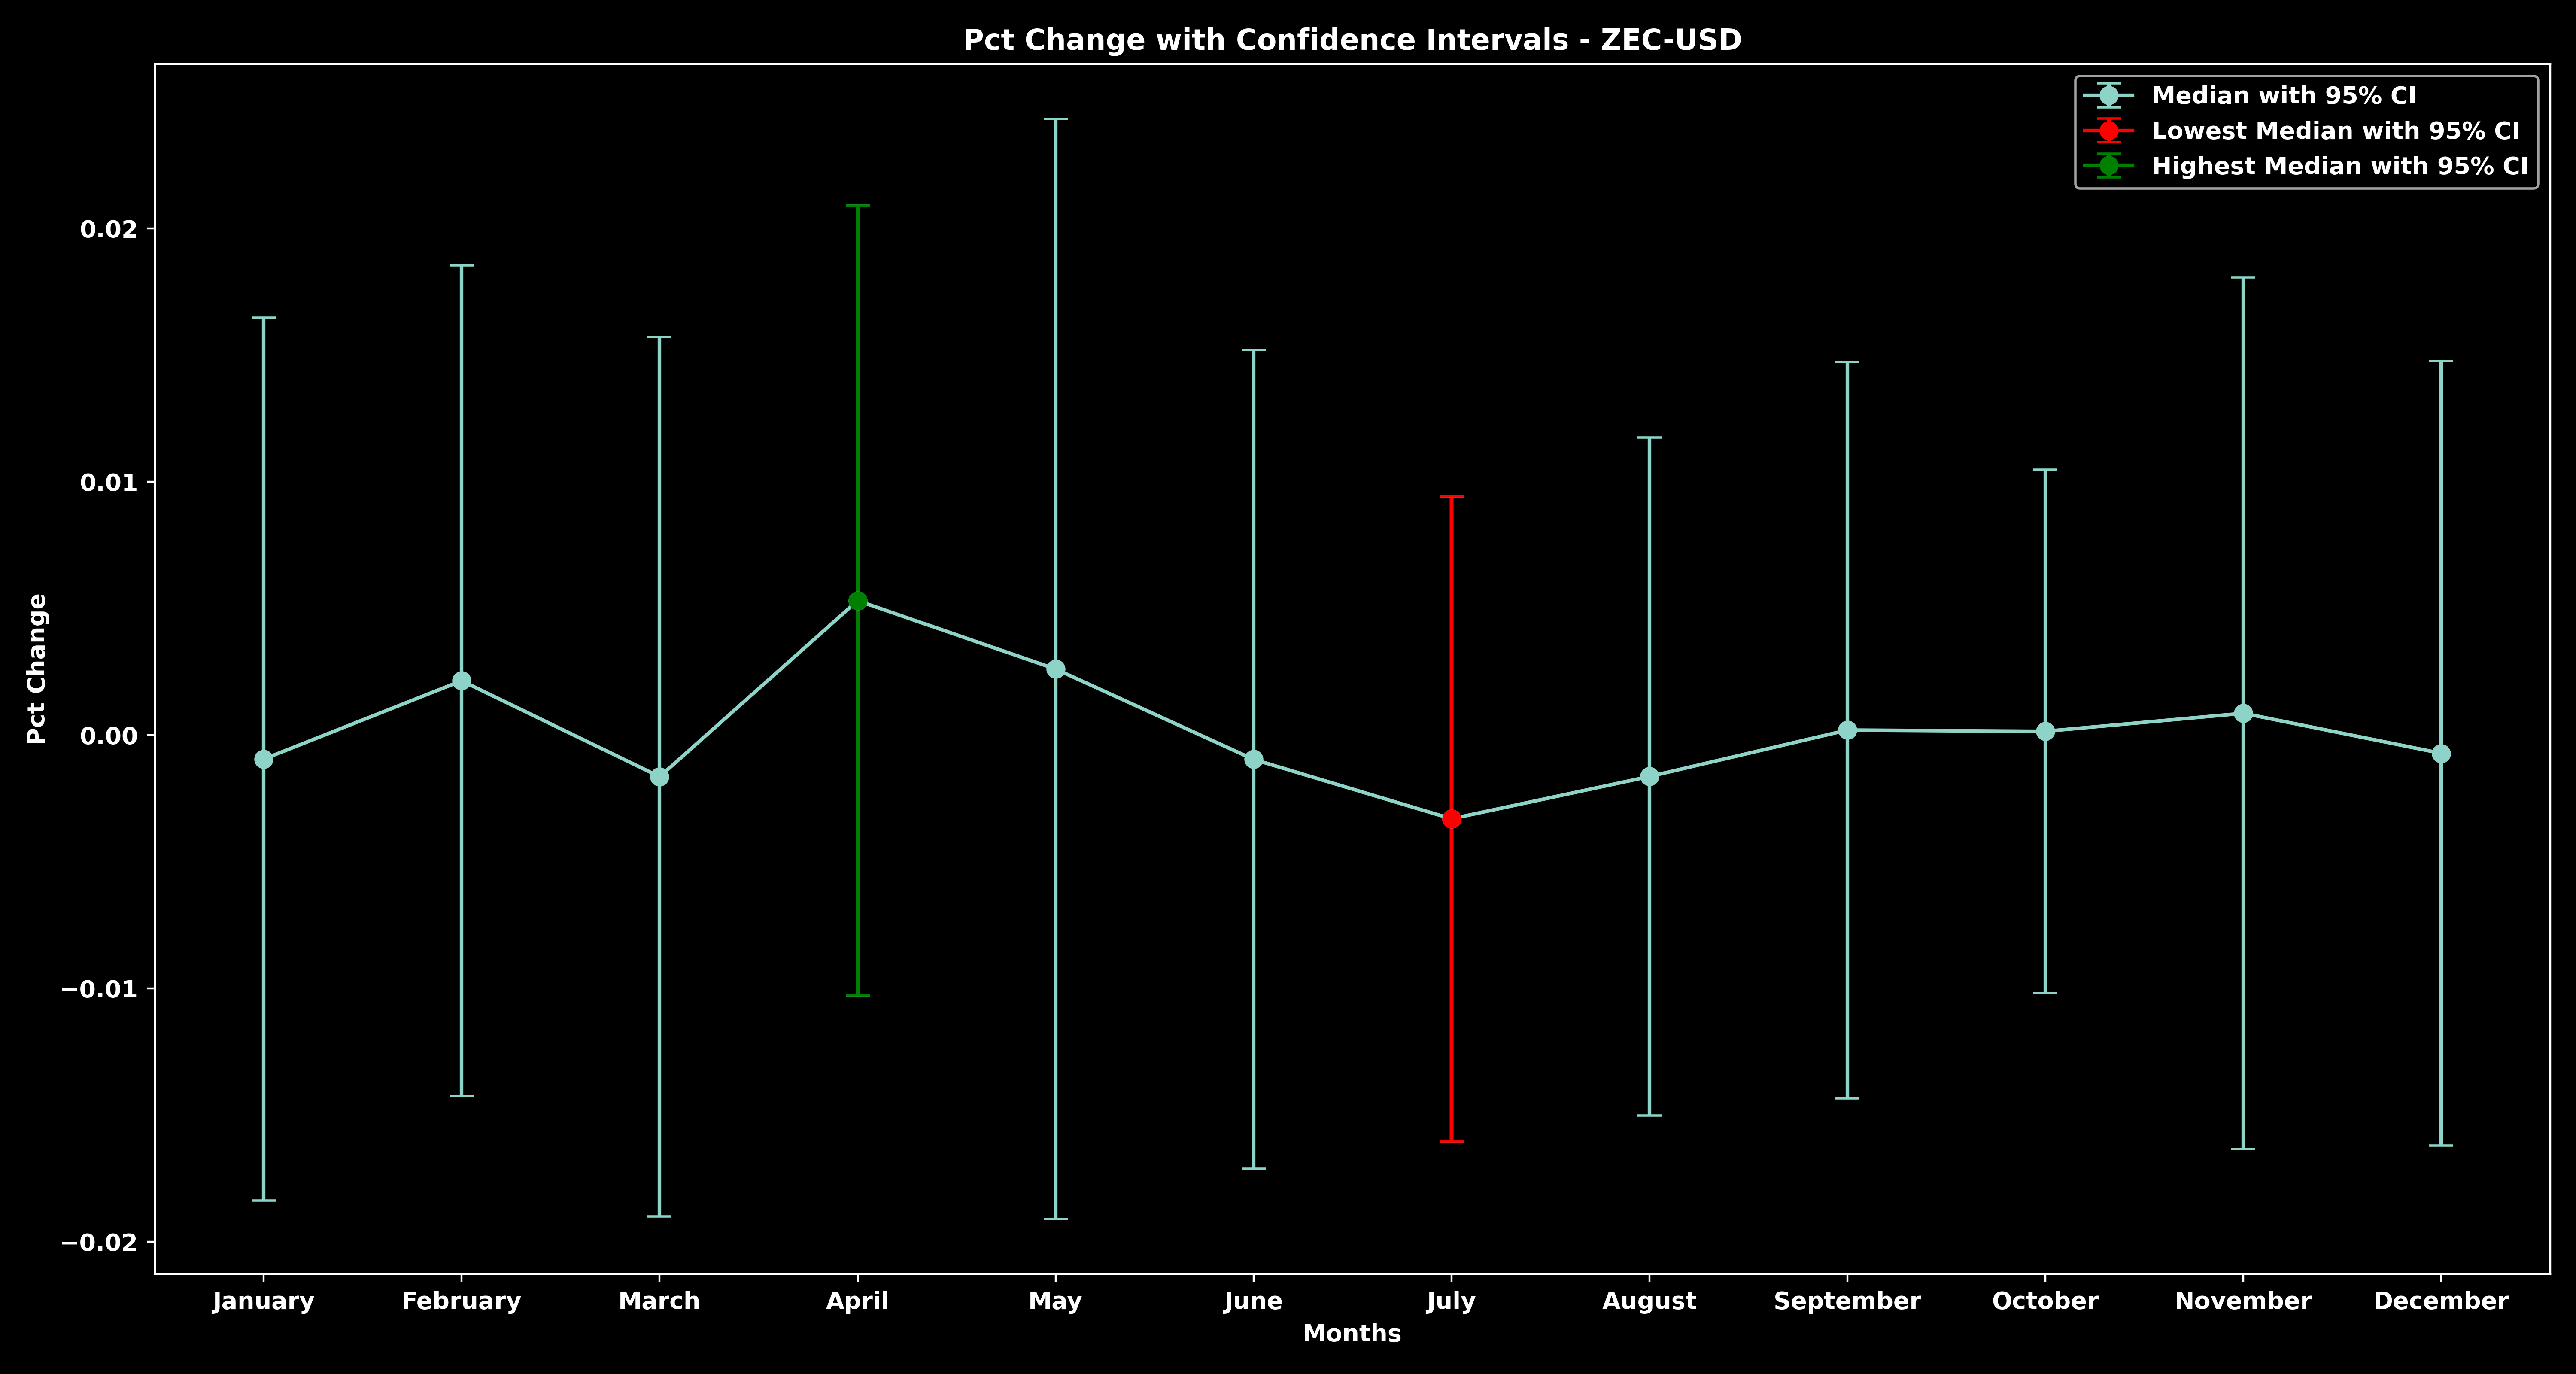 Pct Change with Confidence Intervals - ZEC-USD
Median with 95% CI
Lowest Median with 95% CI
Highest Median with 95% CI
Pct Change
0.02
0.01
0.00
−0.01
−0.02
January February March April May June July August September October November December
Months